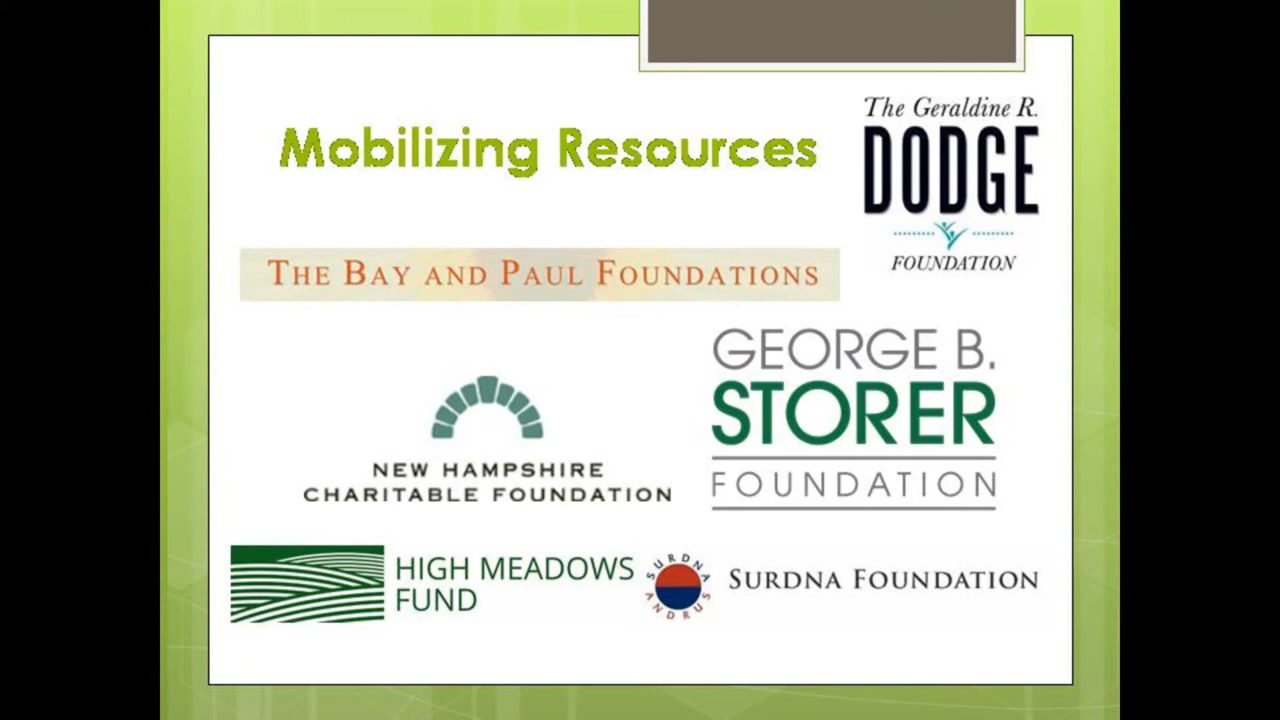 Mobilizing Resources
The Geraldine R.
DODGE
FOUNDATION
THE BAY AND PAUL FOUNDATIONS
GEORGE B.
STORER
FOUNDATION
NEW HAMPSHIRE
CHARITABLE FOUNDATION
HIGH MEADOWS
FUND
SURDNA
ANDRUS
SURDNA FOUNDATION